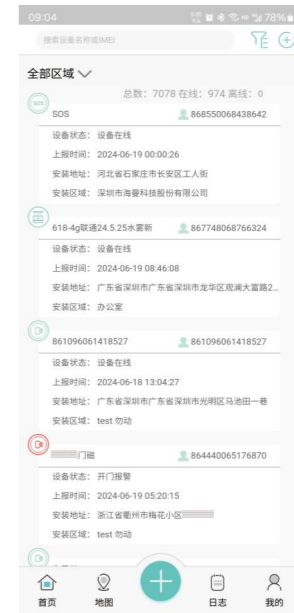 09:04
78%
搜索设备名称或IMEI
全部区域
总数：7078 在线：974 离线：0
SOS
SOS 868550068438642
设备状态： 设备在线
上报时间： 2024-06-19 00:00:26
安装地址： 河北省石家庄市长安区工人街
安装区域： 深圳市海曼科技股份有限公司
618-4g联通24.5.25水雾新 867748068766324
设备状态： 设备在线
上报时间： 2024-06-19 08:46:08
安装地址： 广东省深圳市广东省深圳市龙华区观澜大富路2...
安装区域： 办公室
861096061418527 861096061418527
设备状态： 设备在线
上报时间： 2024-06-18 13:04:27
安装地址： 广东省深圳市广东省深圳市光明区马池田一巷
安装区域： test 勿动
门磁 864440065176870
设备状态： 开门报警
上报时间： 2024-06-19 05:20:15
安装地址： 浙江省衢州市梅花小区
安装区域： test 勿动
首页 地图 日志 我的